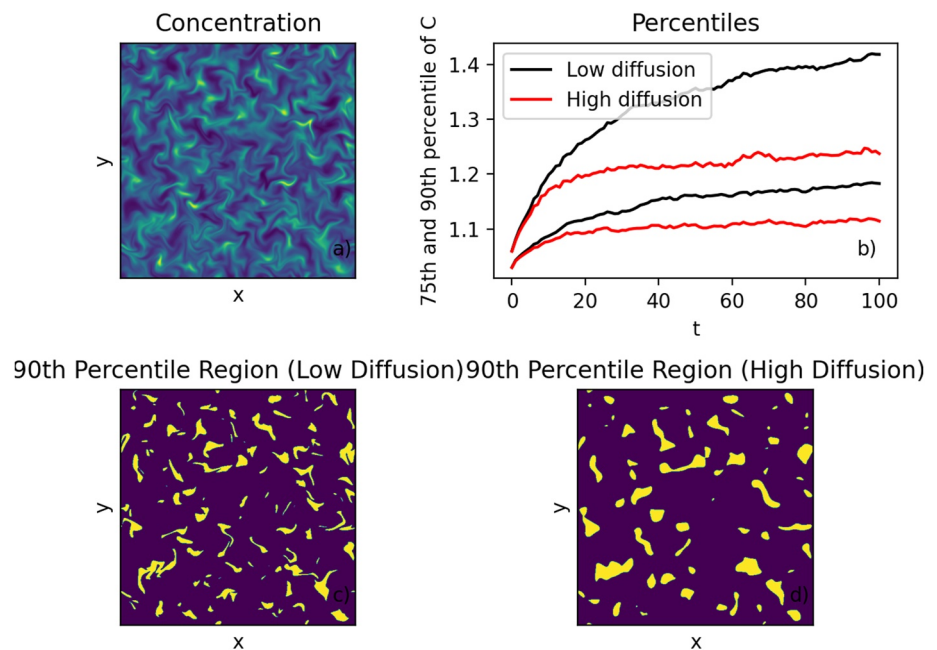 Concentration
y
a)
x
Percentiles
75th and 90th percentile of C
1.4
1.3
1.2
1.1
Low diffusion
High diffusion
b)
0 20 40 60 80 100
t
90th Percentile Region (Low Diffusion)
y
c)
x
90th Percentile Region (High Diffusion)
y
d)
x